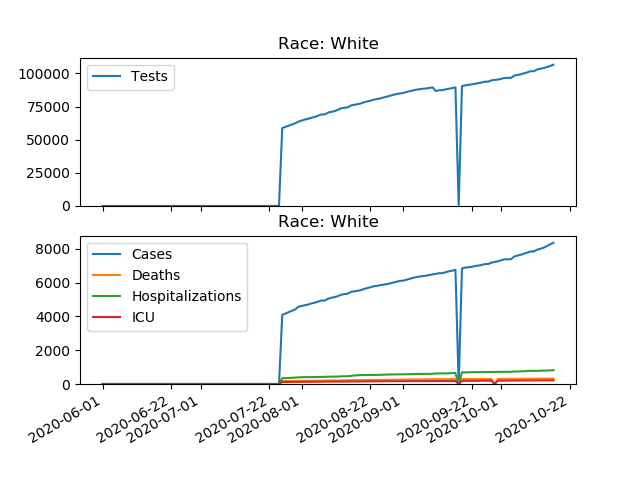 Race: White
100000
75000
50000
25000
0
Tests
Race: White
8000
6000
4000
2000
0
Cases
Deaths
Hospitalizations
ICU
2020-06-01
2020-06-22
2020-07-01
2020-07-22
2020-08-01
2020-08-22
2020-09-01
2020-09-22
2020-10-01
2020-10-22